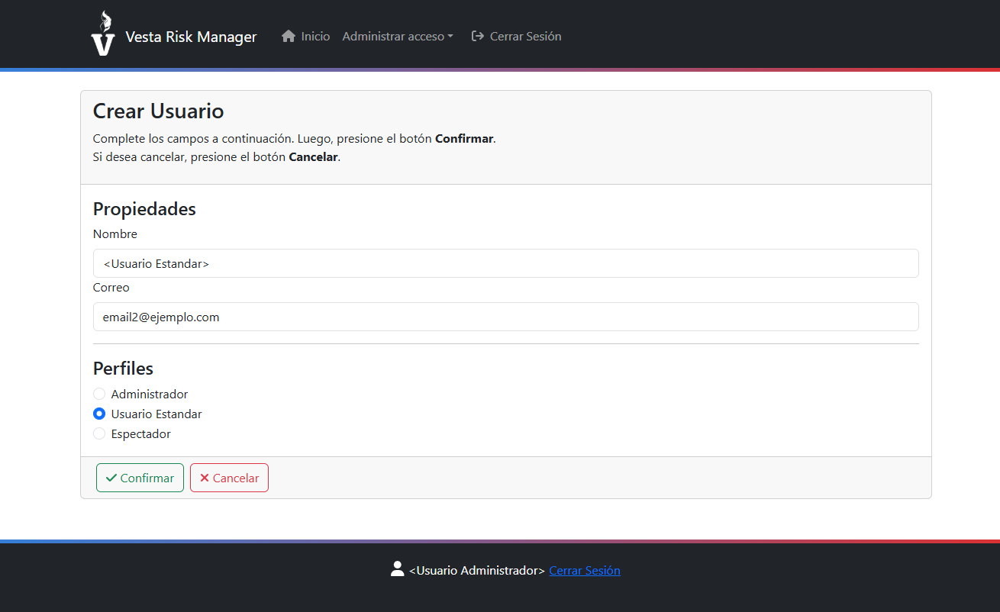 Vesta Risk Manager Inicio Administrar acceso Cerrar Sesión
Crear Usuario
Complete los campos a continuación. Luego, presione el botón Confirmar.
Si desea cancelar, presione el botón Cancelar.
Propiedades
Nombre
<Usuario Estandar>
Correo
email2@ejemplo.com
Perfiles
Administrador
Usuario Estandar
Espectador
Confirmar Cancelar
<Usuario Administrador> Cerrar Sesión